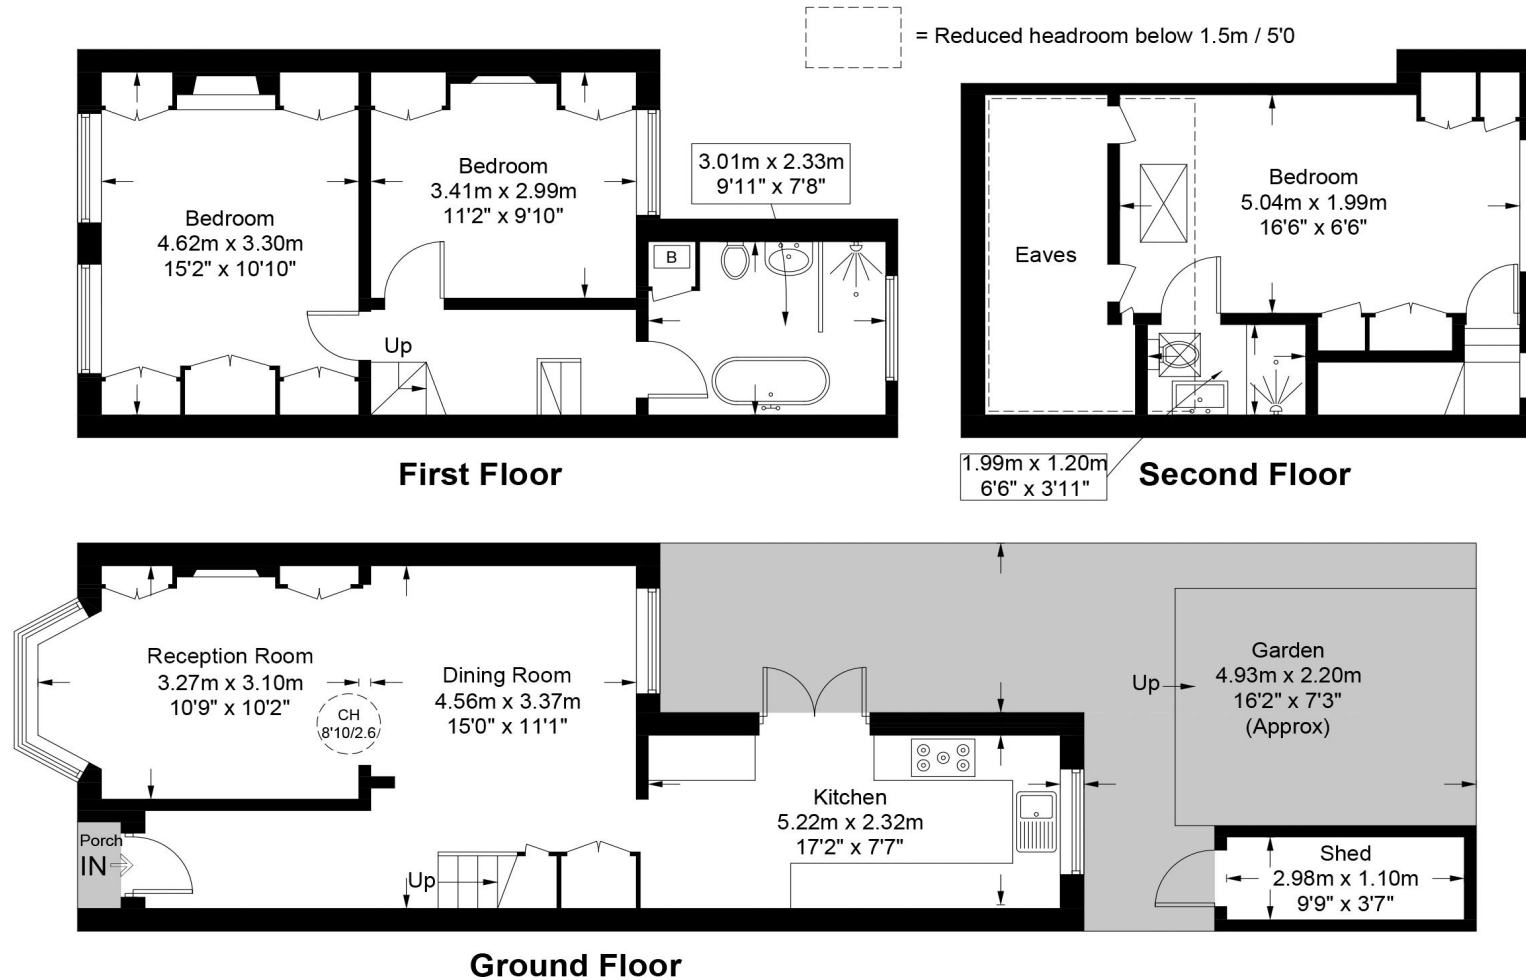 = Reduced headroom below 1.5m / 5'0
Bedroom
4.62m x 3.30m
15'2" x 10'10"
Bedroom
3.41m x 2.99m
11'2" x 9'10"
3.01m x 2.33m
9'11" x 7'8"
B
Up
First Floor
Eaves
Bedroom
5.04m x 1.99m
16'6" x 6'6"
1.99m x 1.20m
6'6" x 3'11"
Second Floor
Reception Room
3.27m x 3.10m
10'9" x 10'2"
CH
8'10/2.6
Dining Room
4.56m x 3.37m
15'0" x 11'1"
Kitchen
5.22m x 2.32m
17'2" x 7'7"
Up
Garden
4.93m x 2.20m
16'2" x 7'3"
(Approx)
Porch
IN
Up
Shed
2.98m x 1.10m
9'9" x 3'7"
Ground Floor